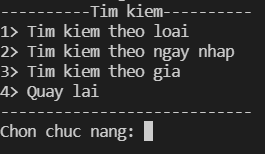 ----------Tim kiem----------
1> Tim kiem theo loai
2> Tim kiem theo ngay nhap
3> Tim kiem theo gia
4> Quay lai
----------------------------
Chon chuc nang: